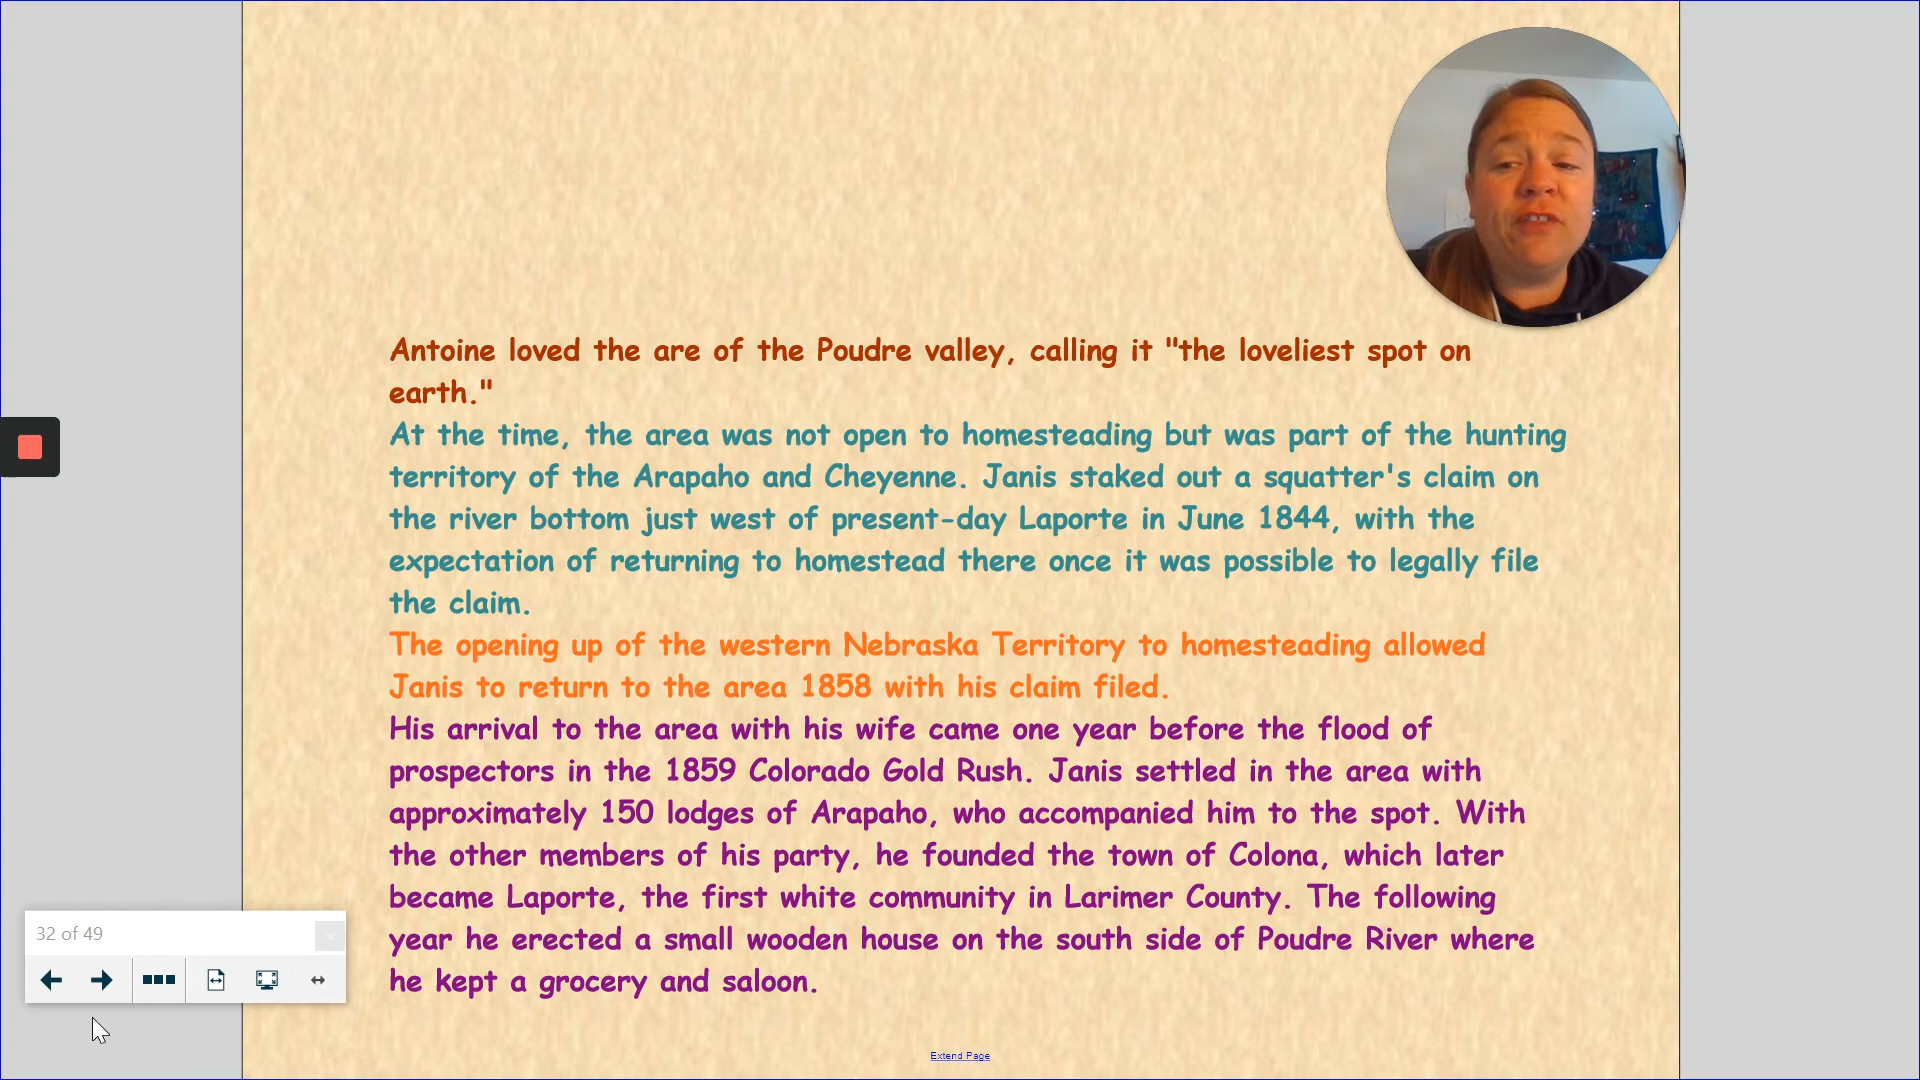 Antoine loved the are of the Poudre valley, calling it "the loveliest spot on
earth."
At the time, the area was not open to homesteading but was part of the hunting
territory of the Arapaho and Cheyenne. Janis staked out a squatter's claim on
the river bottom just west of present-day Laporte in June 1844, with the
expectation of returning to homestead there once it was possible to legally file
the claim.
The opening up of the western Nebraska Territory to homesteading allowed
Janis to return to the area 1858 with his claim filed.
His arrival to the area with his wife came one year before the flood of
prospectors in the 1859 Colorado Gold Rush. Janis settled in the area with
approximately 150 lodges of Arapaho, who accompanied him to the spot. With
the other members of his party, he founded the town of Colona, which later
became Laporte, the first white community in Larimer County. The following
year he erected a small wooden house on the south side of Poudre River where
he kept a grocery and saloon.
32 of 49
Extend Page